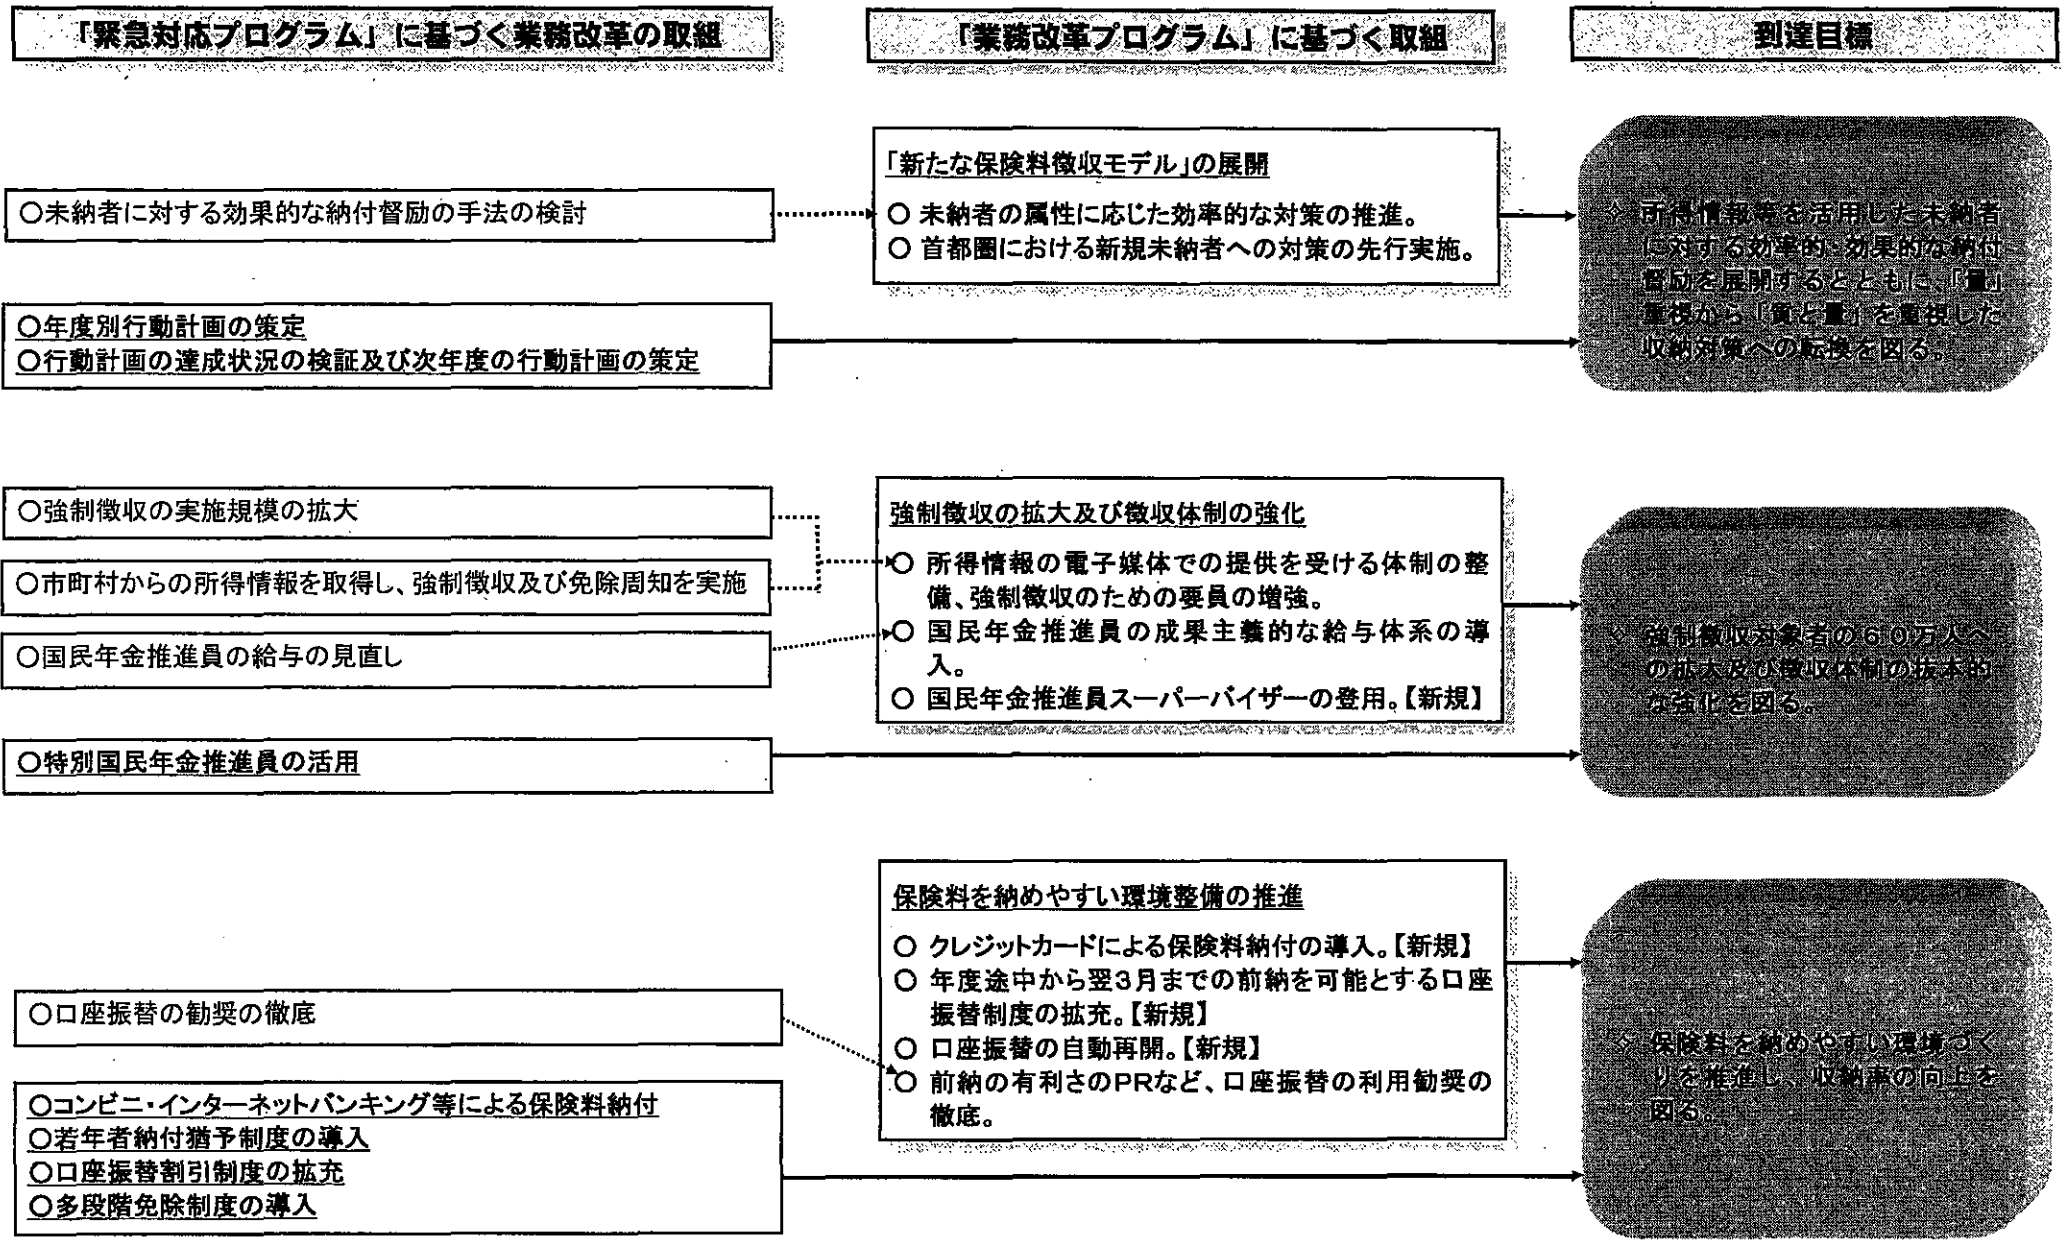 「緊急対応プログラム」に基づく業務改革の取組
「業務改革プログラム」に基づく取組
到達目標
○未納者に対する効果的な納付督励の手法の検討
○年度別行動計画の策定
○行動計画の達成状況の検証及び次年度の行動計画の策定
「新たな保険料徴収モデル」の展開
○ 未納者の属性に応じた効率的な対策の推進。
○ 首都圏における新規未納者への対策の先行実施。
◇ 所得情報等を活用した未納者
に対する効率的・効果的な納付
督励を展開するとともに、「量」
重視から「質と量」を重視した
収納対策への転換を図る。
○強制徴収の実施規模の拡大
○市町村からの所得情報を取得し、強制徴収及び免除周知を実施
○国民年金推進員の給与の見直し
○特別国民年金推進員の活用
強制徴収の拡大及び徴収体制の強化
○ 所得情報の電子媒体での提供を受ける体制の整
備、強制徴収のための要員の増強。
○ 国民年金推進員の成果主義的な給与体系の導
入。
○ 国民年金推進員スーパーバイザーの登用。【新規】
◇ 強制徴収対象者の60万人へ
の拡大及び徴収体制の抜本的
な強化を図る。
○口座振替の勧奨の徹底
○コンビニ・インターネットバンキング等による保険料納付
○若年者納付猶予制度の導入
○口座振替割引制度の拡充
○多段階免除制度の導入
保険料を納めやすい環境整備の推進
○ クレジットカードによる保険料納付の導入。【新規】
○ 年度途中から翌3月までの前納を可能とする口座
振替制度の拡充。【新規】
○ 口座振替の自動再開。【新規】
○ 前納の有利さのPRなど、口座振替の利用勧奨の
徹底。
◇ 保険料を納めやすい環境づく
りを推進し、収納率の向上を
図る。